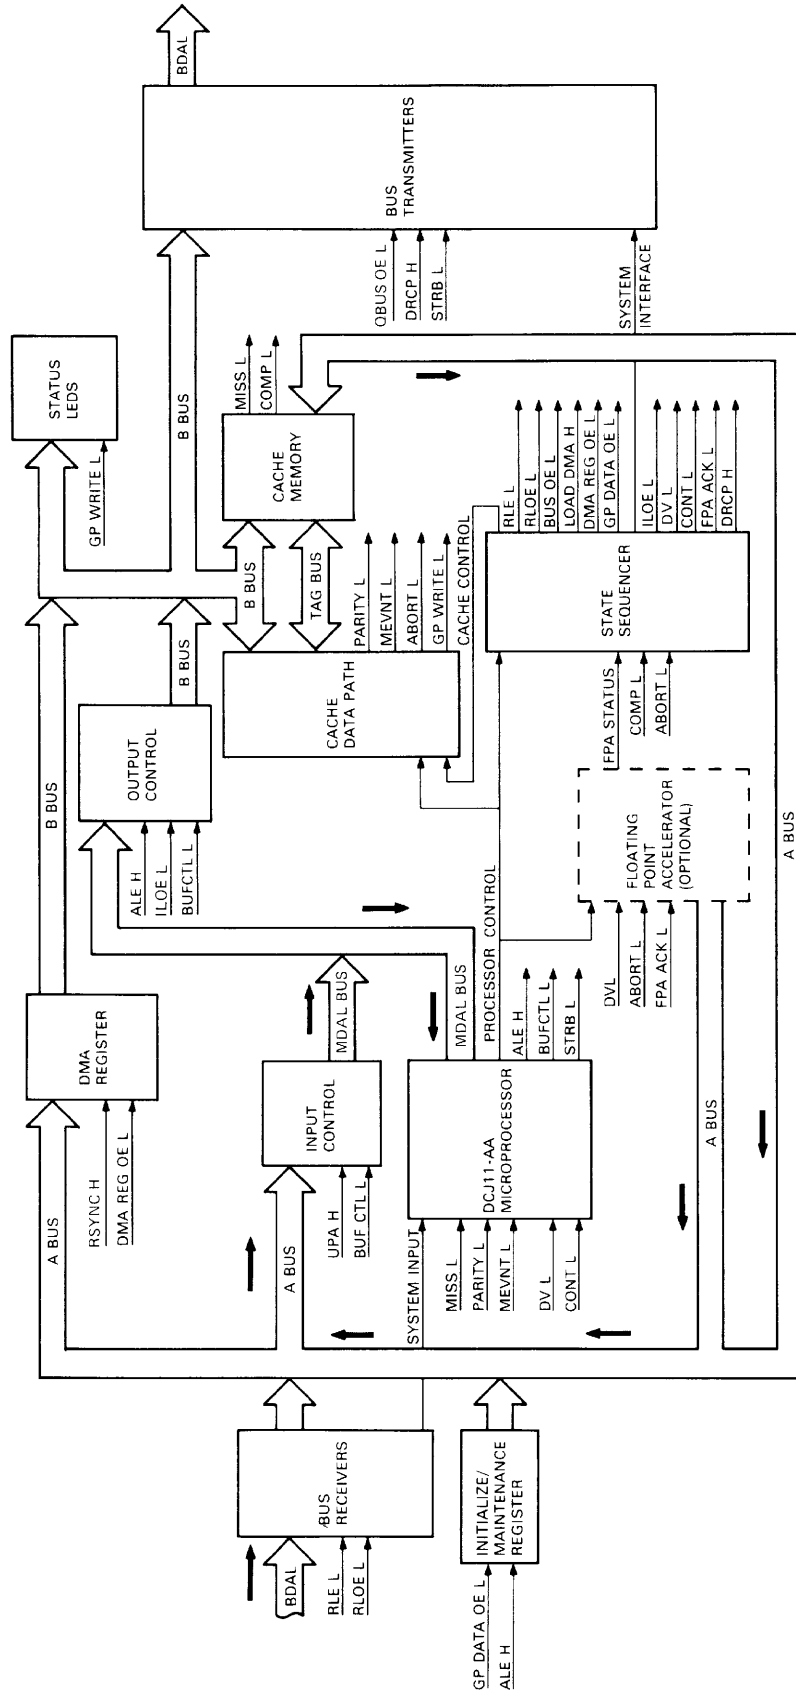 BDAL
BUS
TRANSMITTERS
QBUS OE L
DRCP H
STRB L
SYSTEM
INTERFACE
STATUS
LEDS
GP WRITE L
B BUS
MISS L
COMP L
CACHE
MEMORY
B BUS
TAG BUS
PARITY L
MEVNT L
ABORT L
GP WRITE L
CACHE CONTROL
CACHE
DATA PATH
RLE L
RLOE L
BUS OE L
LOAD DMA H
DMA REG OE L
GP DATA OE L
ILOE L
DV L
CONT L
FPA ACK L
DRCP H
STATE
SEQUENCER
FPA STATUS
COMP L
ABORT L
B BUS
B BUS
OUTPUT
CONTROL
ALE H
ILOE L
BUFCTL L
FLOATING
POINT
ACCELERATOR
(OPTIONAL)
DVL
ABORT L
FPA ACK L
A BUS
A BUS
DMA
REGISTER
RSYNC H
DMA REG OE L
A BUS
MDAL BUS
MDAL BUS
PROCESSOR CONTROL
ALE H
BUFCTL L
STRB L
INPUT
CONTROL
UPA H
BUF CTL L
A BUS
DCJ11-AA
MICROPROCESSOR
SYSTEM INPUT
MISS L
PARITY L
MEVNT L
DV L
CONT L
BUS
RECEIVERS
BDAL
RLE L
RLOE L
INITIALIZE/
MAINTENANCE
REGISTER
GP DATA OE L
ALE H